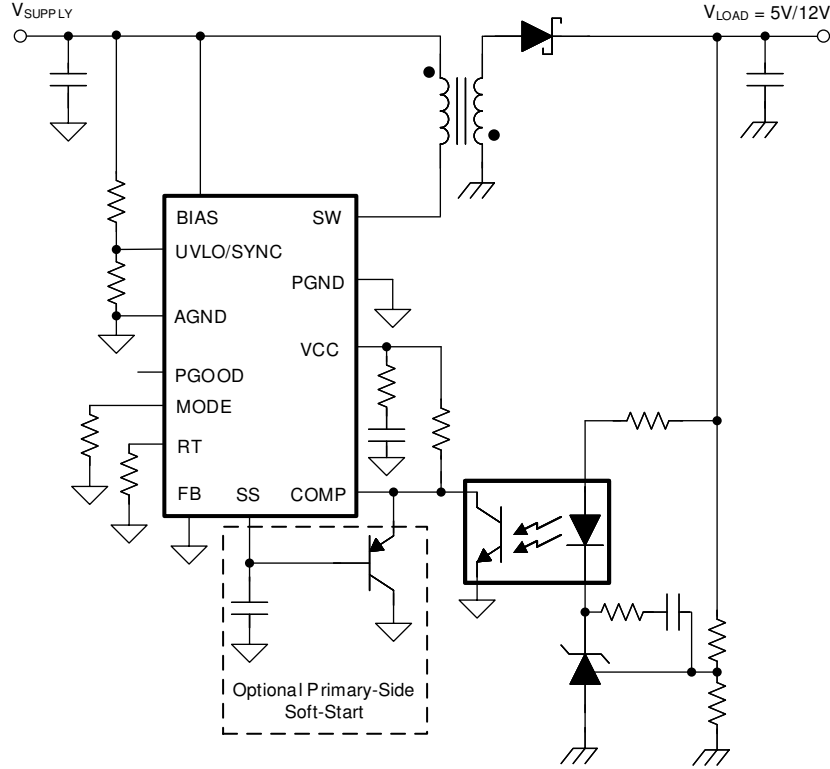 VSUPPLY
VLOAD = 5V/12V
BIAS
SW
UVLO/SYNC
PGND
AGND
VCC
PGOOD
MODE
RT
FB
SS
COMP
Optional Primary-Side
Soft-Start